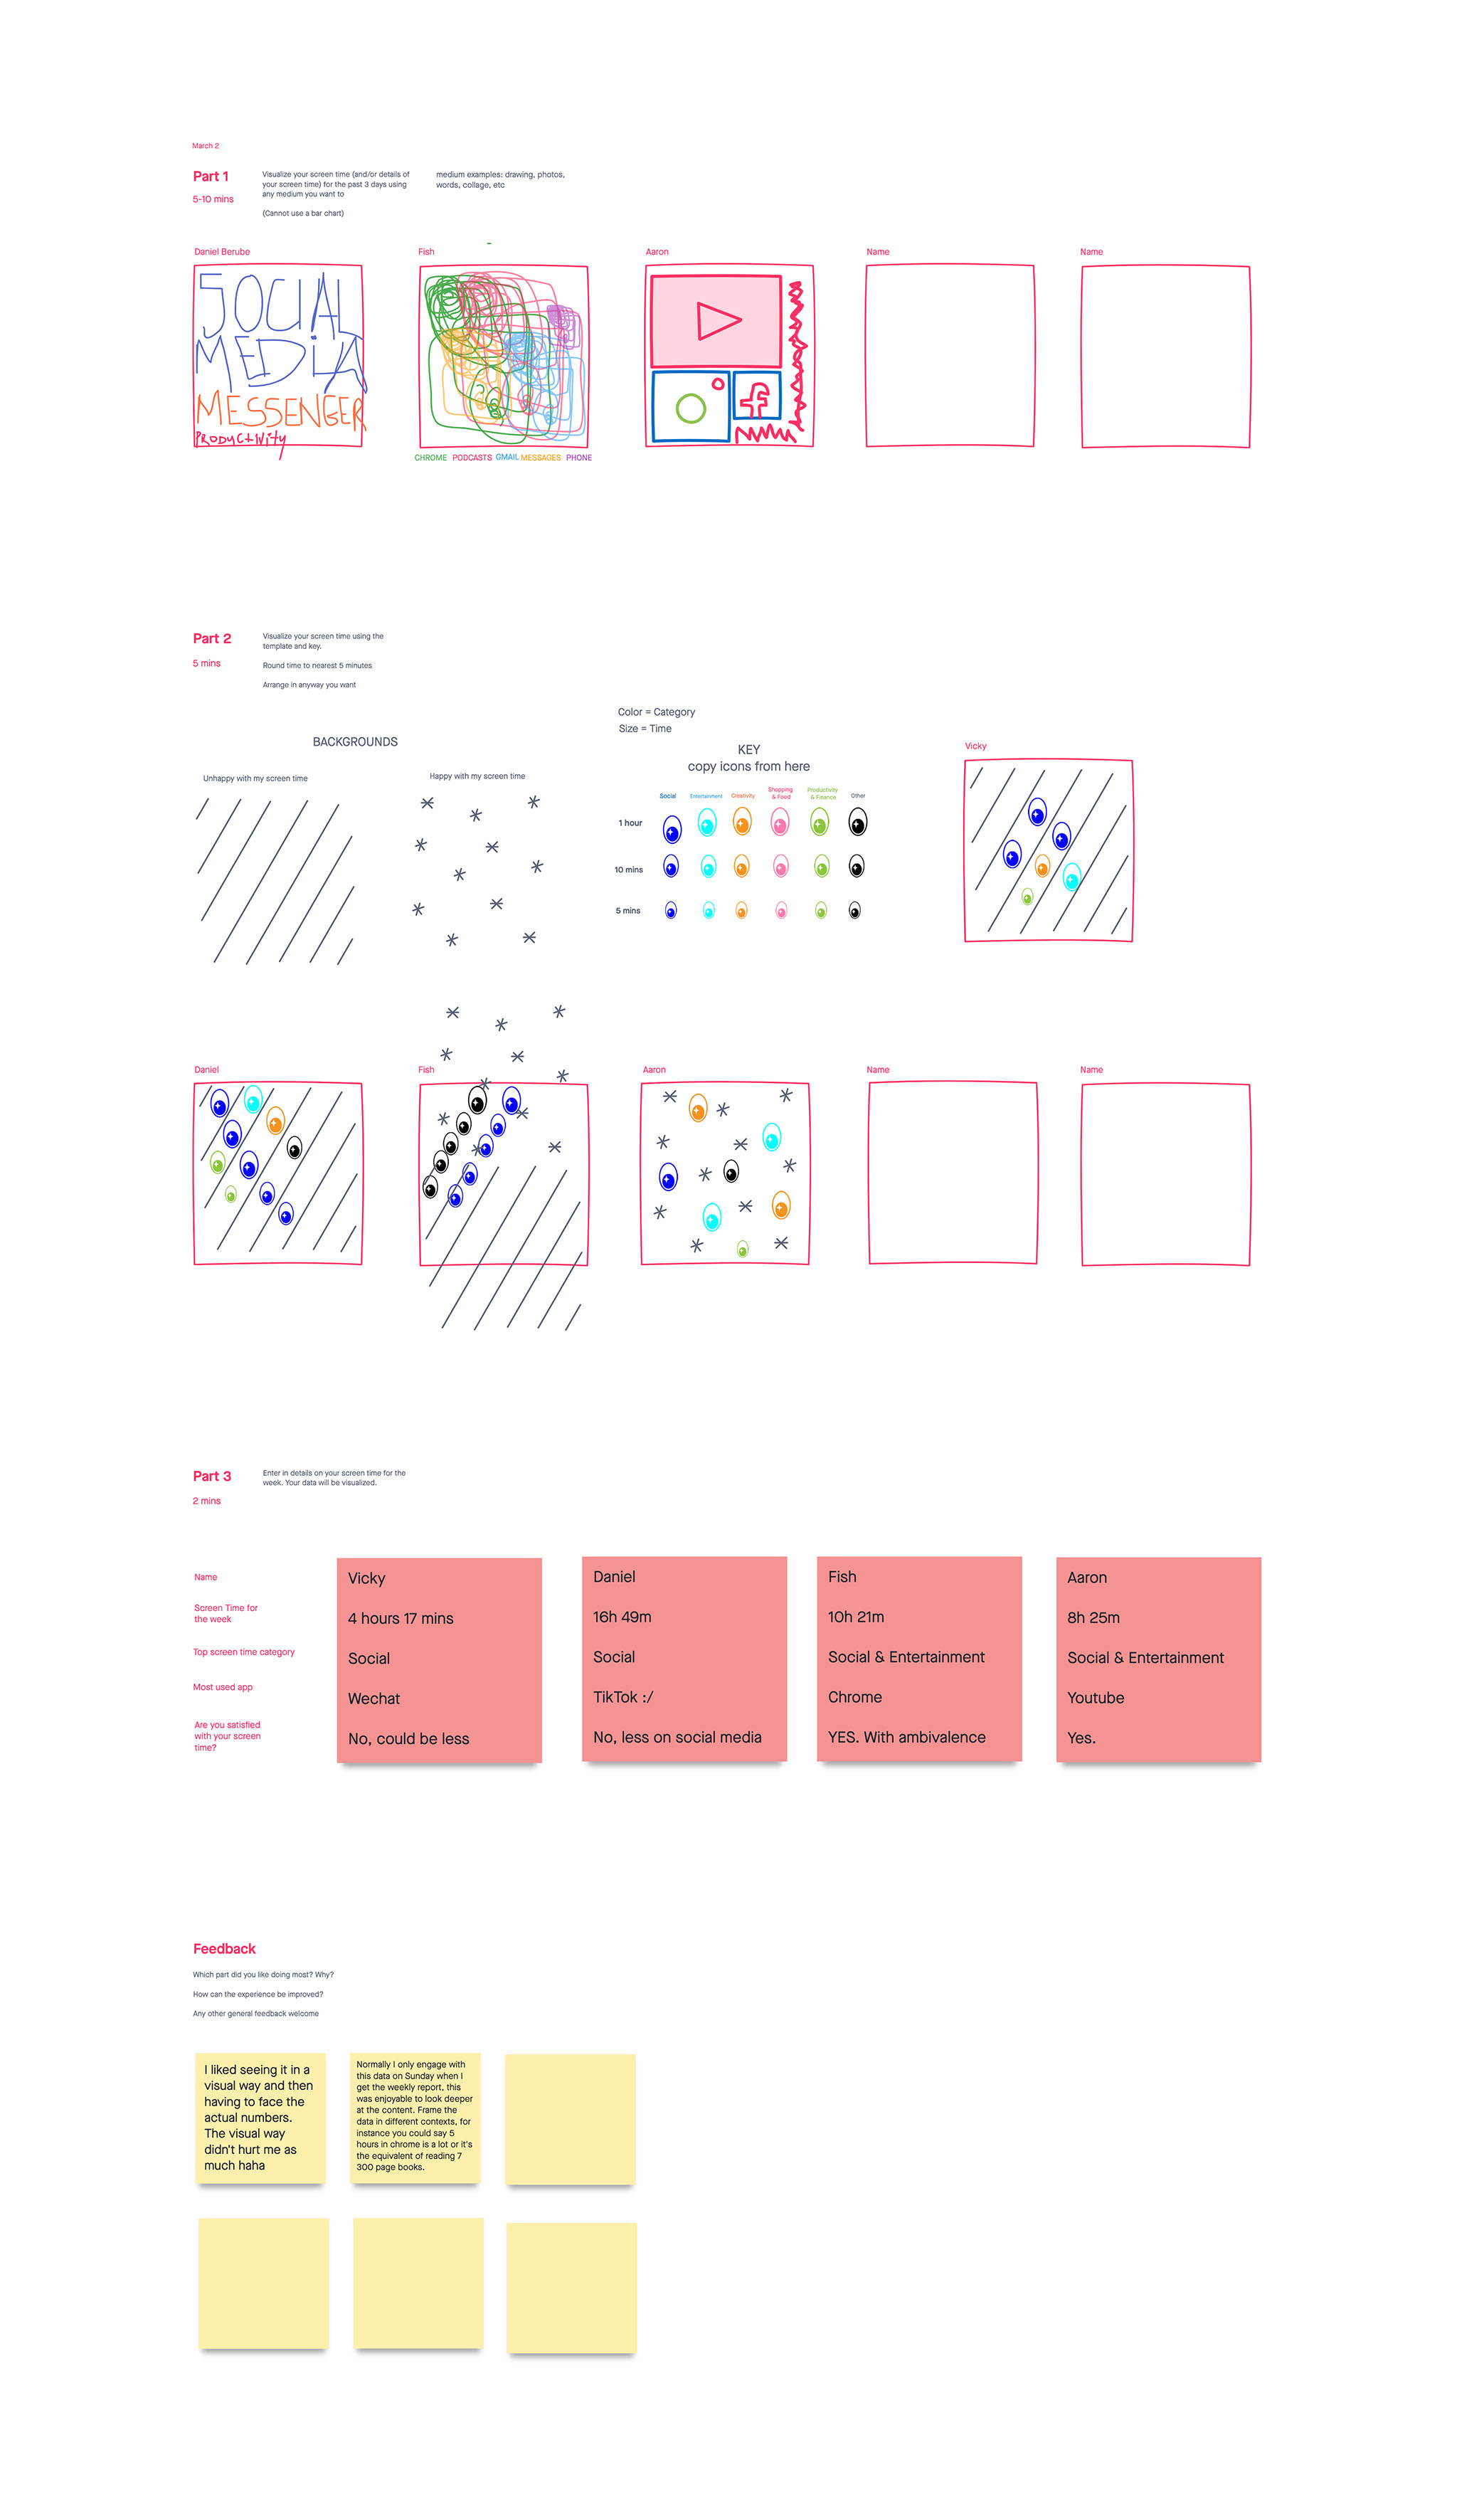 March 2
Part 1
5-10 mins
Visualize your screen time (and/or details of
your screen time) for the past 3 days using
any medium you want to
(Cannot use a bar chart)
medium examples: drawing, photos,
words, collage, etc
Daniel Berube
Fish
Aaron
Name
Name
SOCIAL
MEDIA
MESSENGER
PRODUCtIVity
f
CHROME PODCASTS GMAIL MESSAGES PHONE
Part 2
5 mins
Visualize your screen time using the
template and key.
Round time to nearest 5 minutes
Arrange in anyway you want
Color = Category
Size = Time
BACKGROUNDS
KEY
copy icons from here
Vicky
Unhappy with my screen time
Happy with my screen time
Social
Entertainment
Creativity
Shopping
& Food
Productivity
& Finance
Other
1 hour
10 mins
5 mins
Daniel
Fish
Aaron
Name
Name
Part 3
2 mins
Enter in details on your screen time for the
week. Your data will be visualized.
Name
Screen Time for
the week
Top screen time category
Most used app
Are you satisfied
with your screen
time?
Vicky
4 hours 17 mins
Social
Wechat
No, could be less
Daniel
16h 49m
Social
TikTok :/
No, less on social media
Fish
10h 21m
Social & Entertainment
Chrome
YES. With ambivalence
Aaron
8h 25m
Social & Entertainment
Youtube
Yes.
Feedback
Which part did you like doing most? Why?
How can the experience be improved?
Any other general feedback welcome
I liked seeing it in a
visual way and then
having to face the
actual numbers.
The visual way
didn't hurt me as
much haha
Normally I only engage with
this data on Sunday when I
get the weekly report, this
was enjoyable to look deeper
at the content. Frame the
data in different contexts, for
instance you could say 5
hours in chrome is a lot or it's
the equivalent of reading 7
300 page books.